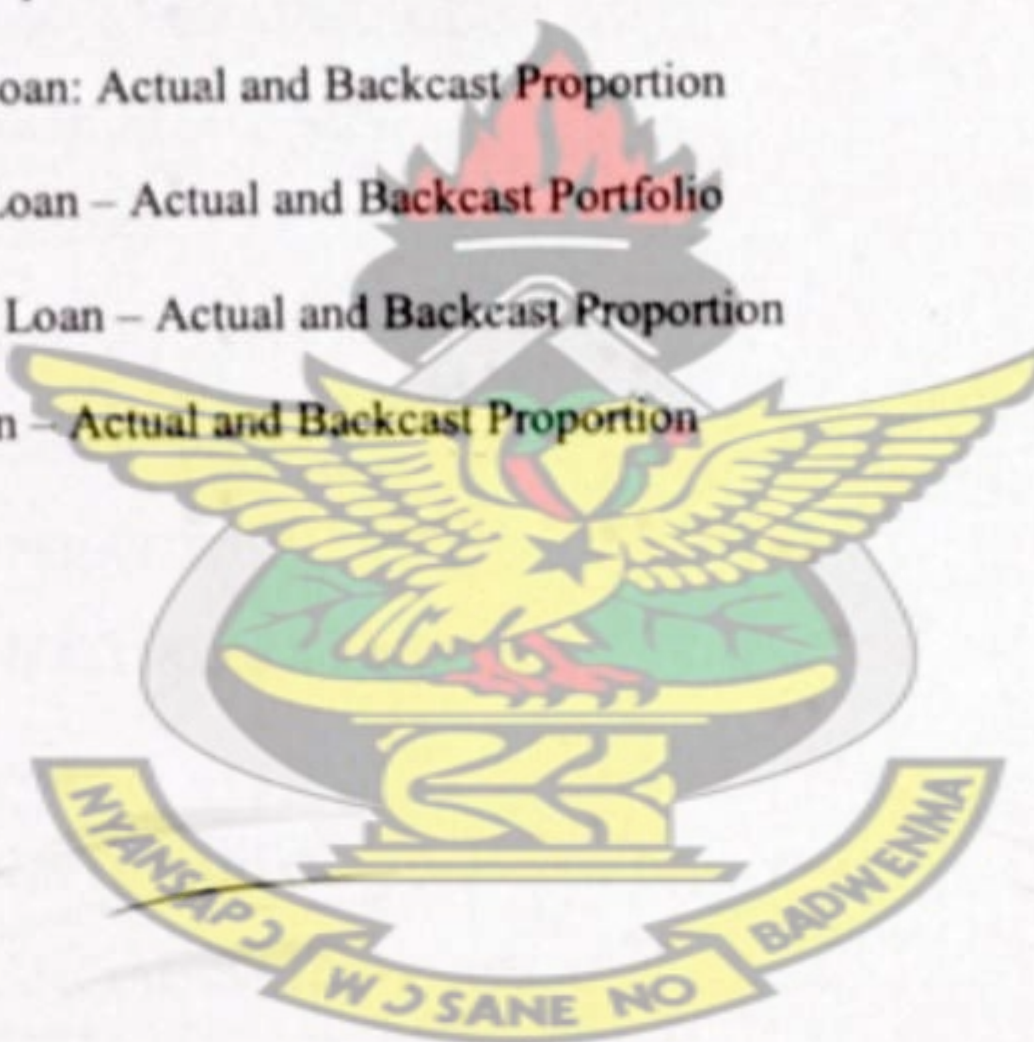 oan: Actual and Backcast Proportion
Loan – Actual and Backcast Portfolio
Loan – Actual and Backcast Proportion
n – Actual and Backcast Proportion
NYANSAPƆ
WƆSANE NO
BADWENMA